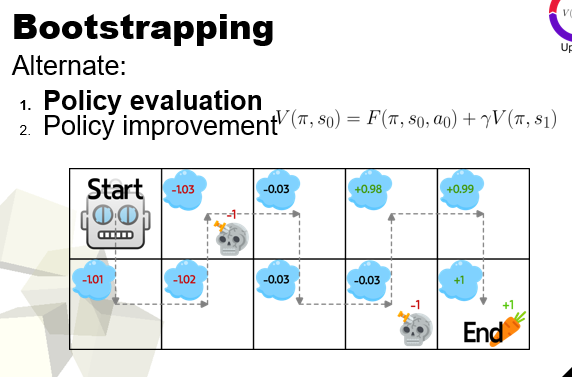 Bootstrapping
Alternate:
1. Policy evaluation
2. Policy improvement
V(π, s₀) = F(π, s₀, a₀) + γV(π, s₁)
Start -1.03 -0.03 +0.98 +0.99
-1
-1.01 -1.02 -0.03 -0.03 +1
-1 +1
End